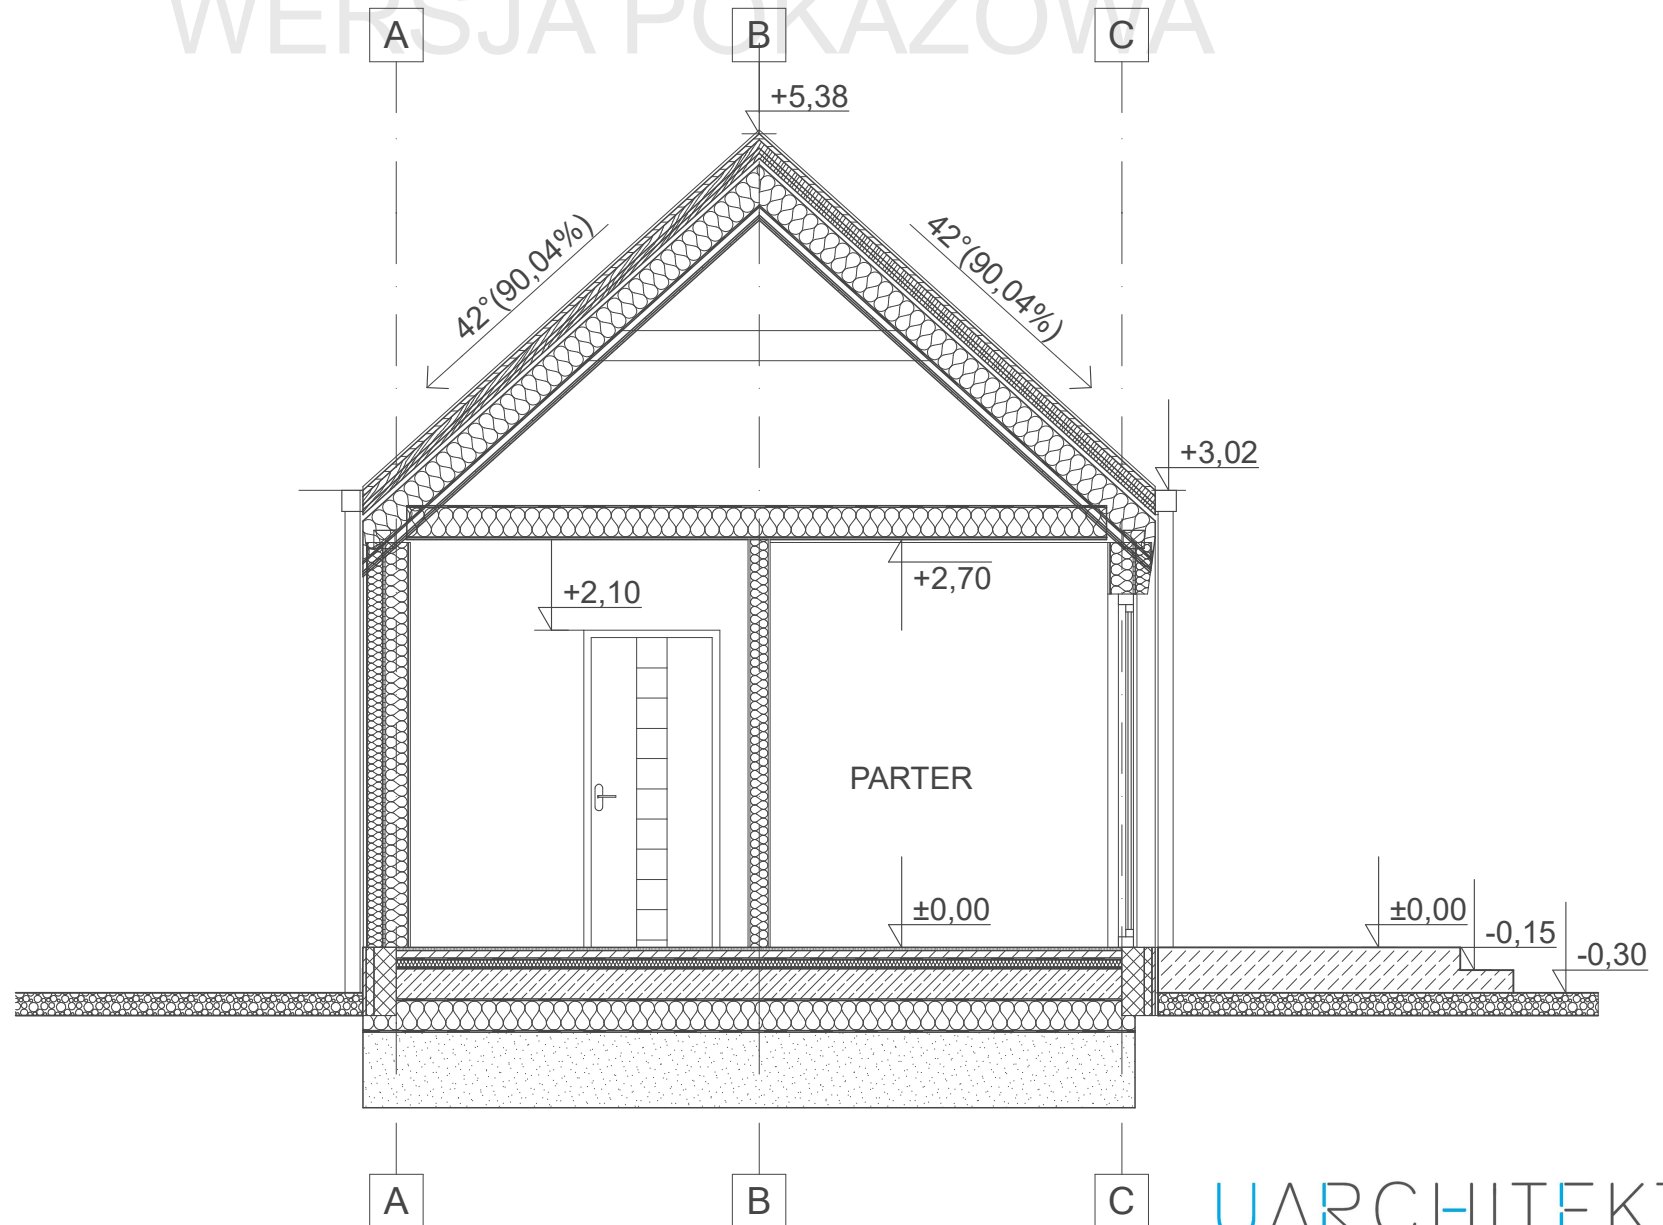 WERSJA POKAZOWA
A B C
+5,38
42°(90,04%) 42°(90,04%)
+3,02
+2,10 +2,70
PARTER
±0,00 ±0,00
-0,15
-0,30
A B C
UARCHITEKT